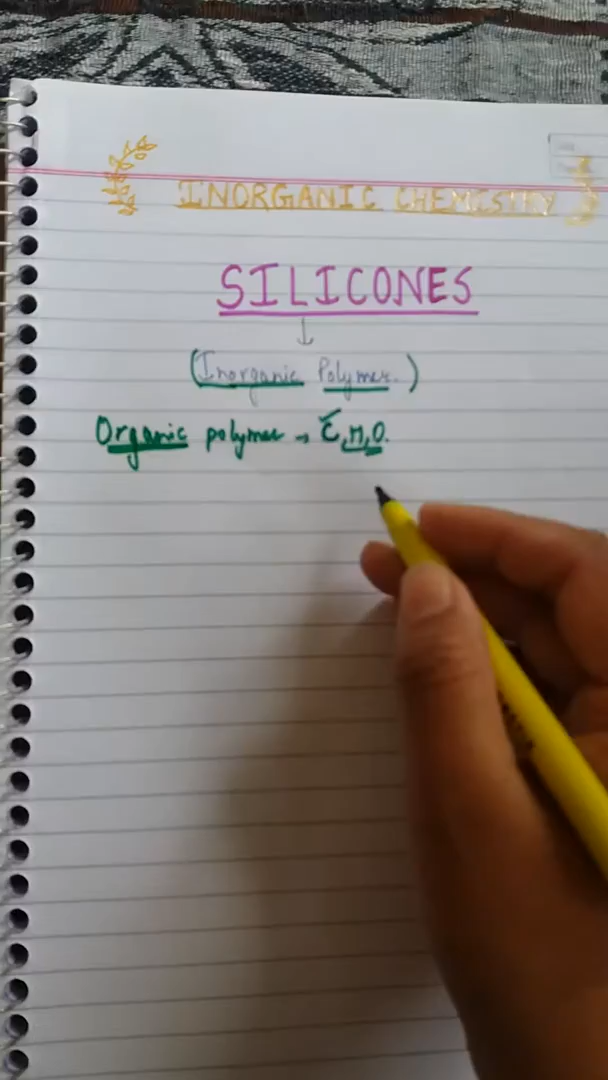 INORGANIC CHEMISTRY
SILICONES
↓
(Inorganic Polymer.)
Organic polymer → C, H, O.